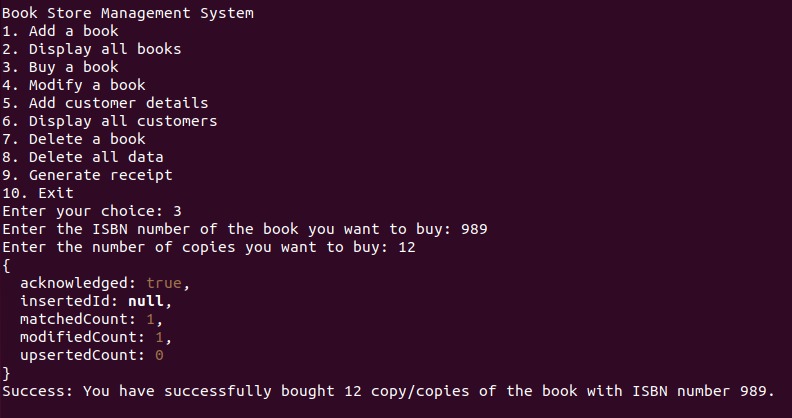 Book Store Management System
1. Add a book
2. Display all books
3. Buy a book
4. Modify a book
5. Add customer details
6. Display all customers
7. Delete a book
8. Delete all data
9. Generate receipt
10. Exit
Enter your choice: 3
Enter the ISBN number of the book you want to buy: 989
Enter the number of copies you want to buy: 12
{
  acknowledged: true,
  insertedId: null,
  matchedCount: 1,
  modifiedCount: 1,
  upsertedCount: 0
}
Success: You have successfully bought 12 copy/copies of the book with ISBN number 989.